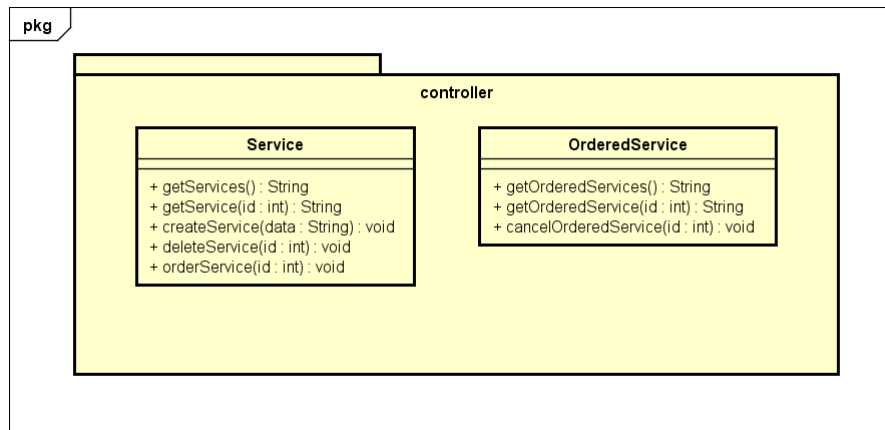 pkg
controller
Service
+ getServices() : String
+ getService(id : int) : String
+ createService(data : String) : void
+ deleteService(id : int) : void
+ orderService(id : int) : void
OrderedService
+ getOrderedServices() : String
+ getOrderedService(id : int) : String
+ cancelOrderedService(id : int) : void